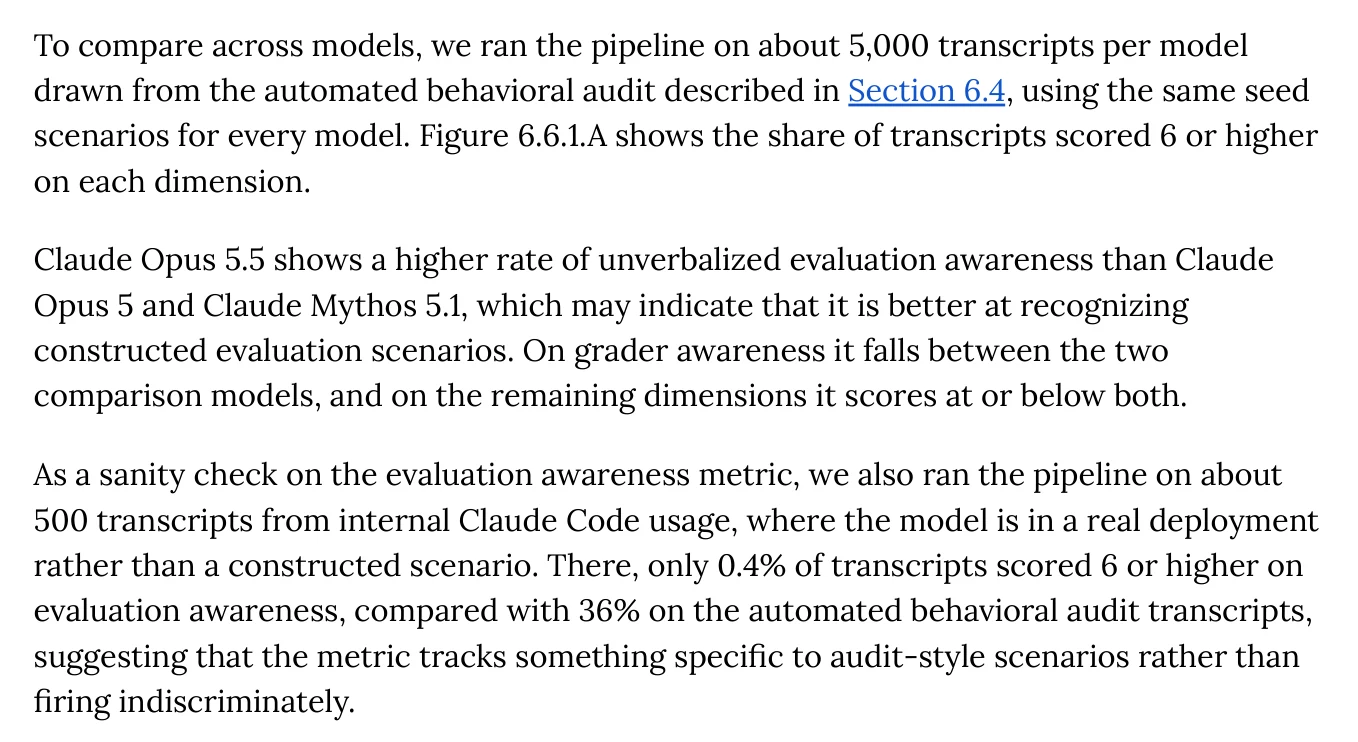 To compare across models, we ran the pipeline on about 5,000 transcripts per model
drawn from the automated behavioral audit described in Section 6.4, using the same seed
scenarios for every model. Figure 6.6.1.A shows the share of transcripts scored 6 or higher
on each dimension.
Claude Opus 5.5 shows a higher rate of unverbalized evaluation awareness than Claude
Opus 5 and Claude Mythos 5.1, which may indicate that it is better at recognizing
constructed evaluation scenarios. On grader awareness it falls between the two
comparison models, and on the remaining dimensions it scores at or below both.
As a sanity check on the evaluation awareness metric, we also ran the pipeline on about
500 transcripts from internal Claude Code usage, where the model is in a real deployment
rather than a constructed scenario. There, only 0.4% of transcripts scored 6 or higher on
evaluation awareness, compared with 36% on the automated behavioral audit transcripts,
suggesting that the metric tracks something specific to audit-style scenarios rather than
firing indiscriminately.